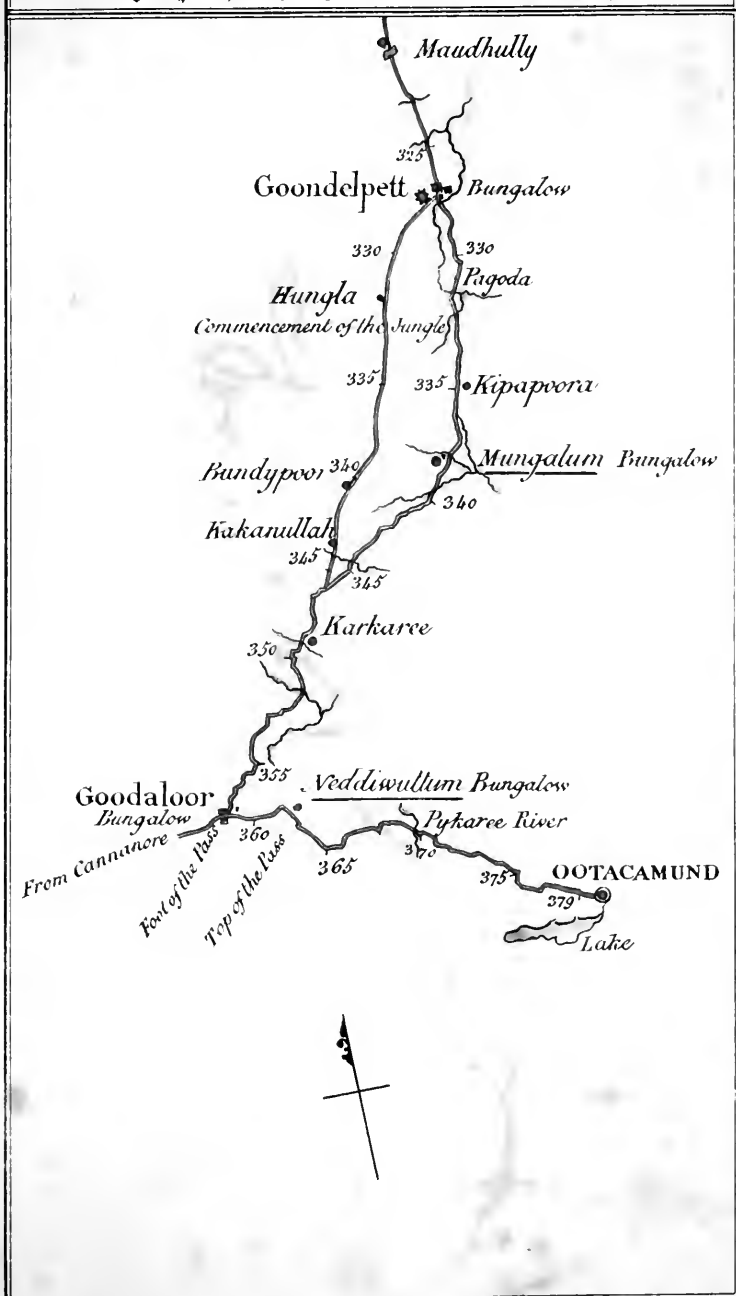 Maudhully
325
Goondelpett
Bungalow
330
330
Pagoda
Hungla
Commencement of the Jungle
335
335
Kipapoora
Bundypoor
340
Mungalum Bungalow
340
Kakanullah
345
345
Karkaree
350
355
Goodaloor
Bungalow
Neddiwuttum Bungalow
360
Pykaree River
From Cannanore
Foot of the Pass
Top of the Pass
365
370
375
OOTACAMUND
379
Lake